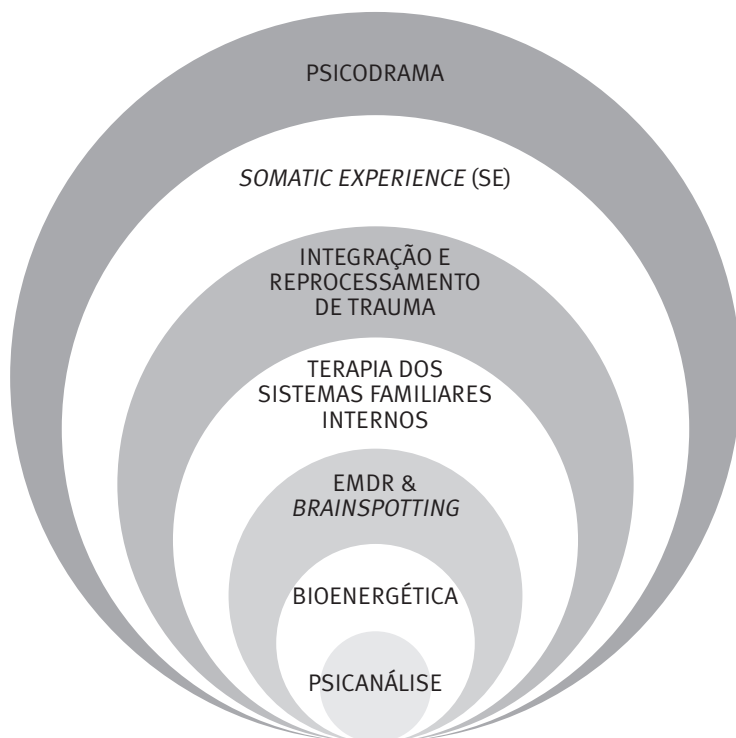 PSICODRAMA
SOMATIC EXPERIENCE (SE)
INTEGRAÇÃO E
REPROCESSAMENTO
DE TRAUMA
TERAPIA DOS
SISTEMAS FAMILIARES
INTERNOS
EMDR &
BRAINSPOTTING
BIOENERGÉTICA
PSICANÁLISE